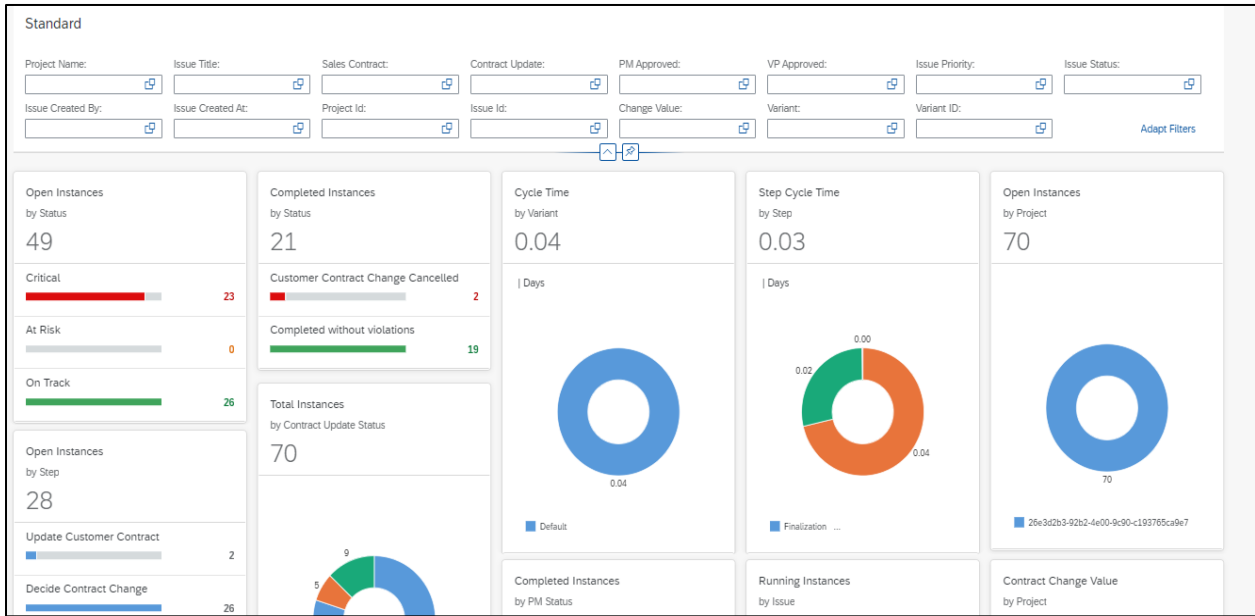 Standard
Project Name: Issue Title: Sales Contract: Contract Update: PM Approved: VP Approved: Issue Priority: Issue Status:
Issue Created By: Issue Created At: Project Id: Issue Id: Change Value: Variant: Variant ID:
Adapt Filters
Open Instances
by Status
49
Critical
23
At Risk
0
On Track
26
Open Instances
by Step
28
Update Customer Contract
2
Decide Contract Change
26
Completed Instances
by Status
21
Customer Contract Change Cancelled
2
Completed without violations
19
Total Instances
by Contract Update Status
70
9
5
Cycle Time
by Variant
0.04
| Days
0.04
Default
Completed Instances
by PM Status
Step Cycle Time
by Step
0.03
| Days
0.00
0.02
0.04
Finalization ...
Running Instances
by Issue
Open Instances
by Project
70
70
26e3d2b3-92b2-4e00-9c90-c193765ca9e7
Contract Change Value
by Project